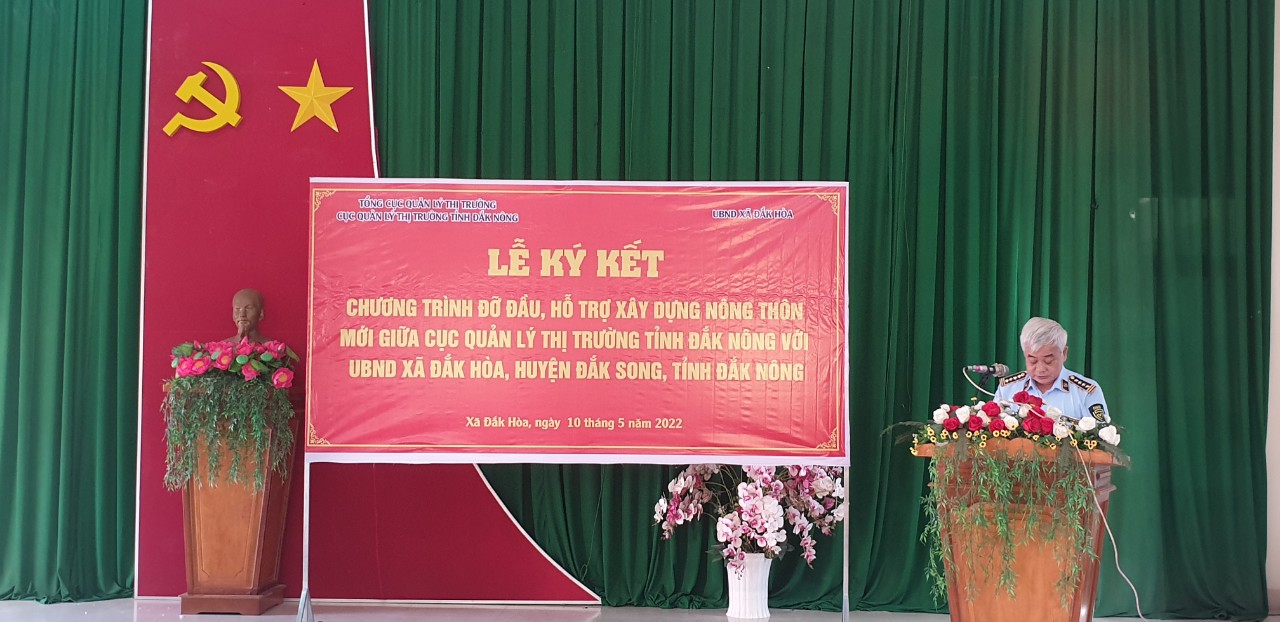 TỔNG CỤC QUẢN LÝ THỊ TRƯỜNG
CỤC QUẢN LÝ THỊ TRƯỜNG TỈNH ĐẮK NÔNG
UBND XÃ ĐẮK HÒA
LỄ KÝ KẾT
CHƯƠNG TRÌNH ĐỠ ĐẦU, HỖ TRỢ XÂY DỰNG NÔNG THÔN
MỚI GIỮA CỤC QUẢN LÝ THỊ TRƯỜNG TỈNH ĐẮK NÔNG VỚI
UBND XÃ ĐẮK HÒA, HUYỆN ĐẮK SONG, TỈNH ĐẮK NÔNG
Xã Đắk Hòa, ngày 10 tháng 5 năm 2022